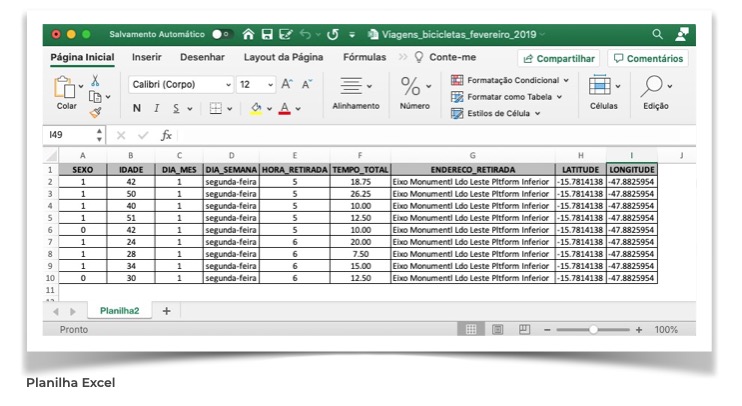 Salvamento Automático
Viagens_bicicletas_fevereiro_2019
Página Inicial Inserir Desenhar Layout da Página Fórmulas >> Conte-me Compartilhar Comentários
Colar
Calibri (Corpo) 12 A^ A˅
N I S A
Alinhamento
% Número
Formatação Condicional
Formatar como Tabela
Estilos de Célula
Células
Edição
I49 fx
A B C D E F G H I J
1 SEXO IDADE DIA_MES DIA_SEMANA HORA_RETIRADA TEMPO_TOTAL ENDERECO_RETIRADA LATITUDE LONGITUDE
2 1 42 1 segunda-feira 5 18.75 Eixo Monumentl Ldo Leste Pltform Inferior -15.7814138 -47.8825954
3 1 50 1 segunda-feira 5 26.25 Eixo Monumentl Ldo Leste Pltform Inferior -15.7814138 -47.8825954
4 1 40 1 segunda-feira 5 10.00 Eixo Monumentl Ldo Leste Pltform Inferior -15.7814138 -47.8825954
5 1 51 1 segunda-feira 5 12.50 Eixo Monumentl Ldo Leste Pltform Inferior -15.7814138 -47.8825954
6 0 42 1 segunda-feira 5 10.00 Eixo Monumentl Ldo Leste Pltform Inferior -15.7814138 -47.8825954
7 1 24 1 segunda-feira 6 20.00 Eixo Monumentl Ldo Leste Pltform Inferior -15.7814138 -47.8825954
8 1 28 1 segunda-feira 6 7.50 Eixo Monumentl Ldo Leste Pltform Inferior -15.7814138 -47.8825954
9 1 34 1 segunda-feira 6 15.00 Eixo Monumentl Ldo Leste Pltform Inferior -15.7814138 -47.8825954
10 0 30 1 segunda-feira 6 12.50 Eixo Monumentl Ldo Leste Pltform Inferior -15.7814138 -47.8825954
11
Planilha2 +
Pronto - + 100%
Planilha Excel